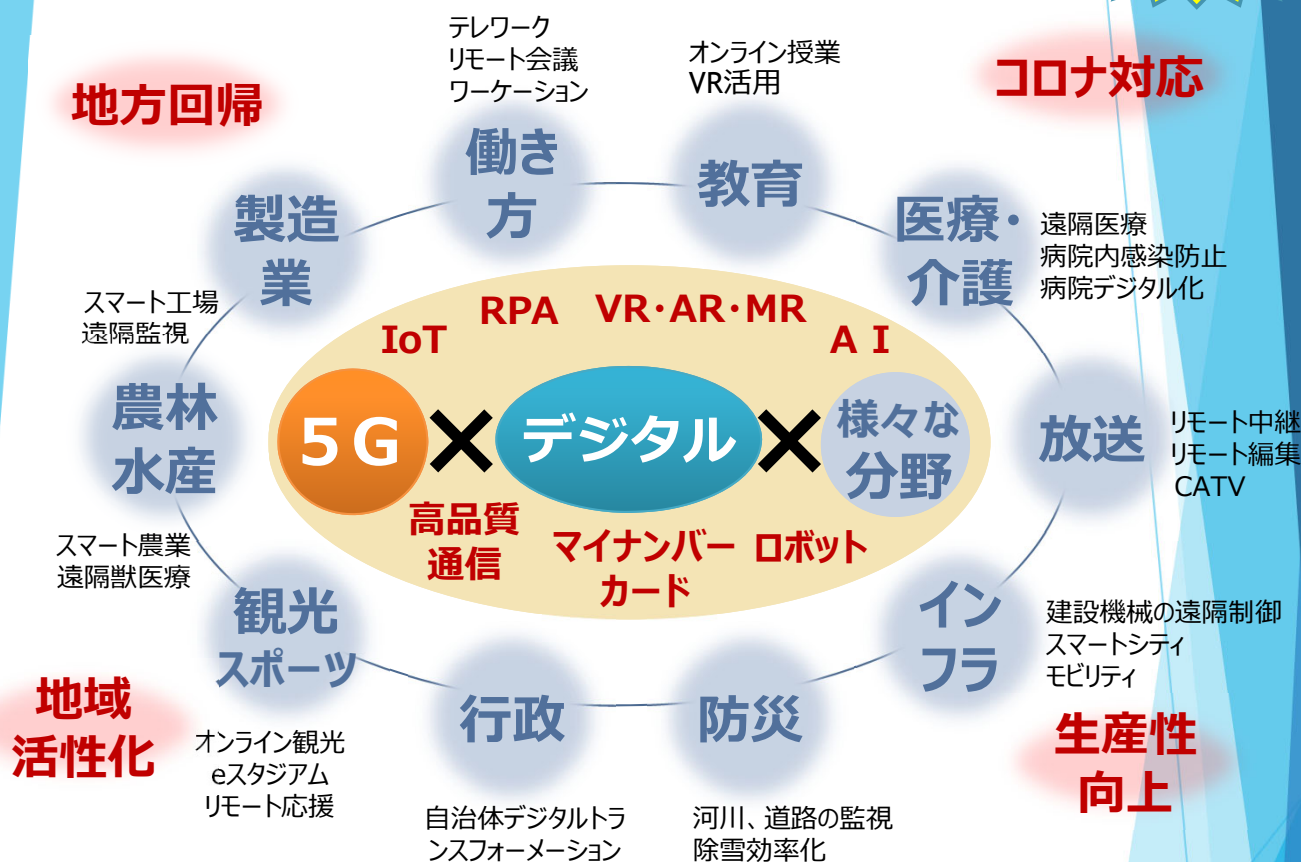 テレワーク
リモート会議
ワーケーション
オンライン授業
VR活用
地方回帰
コロナ対応
働き
方
教育
製造
業
医療・
介護
遠隔医療
病院内感染防止
病院デジタル化
スマート工場
遠隔監視
IoT
RPA
VR・AR・MR
ＡＩ
農林
水産
５Ｇ
×
デジタル
×
様々な
分野
放送
リモート中継
リモート編集
CATV
高品質
通信
マイナンバー
カード
ロボット
スマート農業
遠隔獣医療
観光
スポーツ
イン
フラ
建設機械の遠隔制御
スマートシティ
モビリティ
地域
活性化
オンライン観光
eスタジアム
リモート応援
行政
防災
生産性
向上
自治体デジタルトラ
ンスフォーメーション
河川、道路の監視
除雪効率化